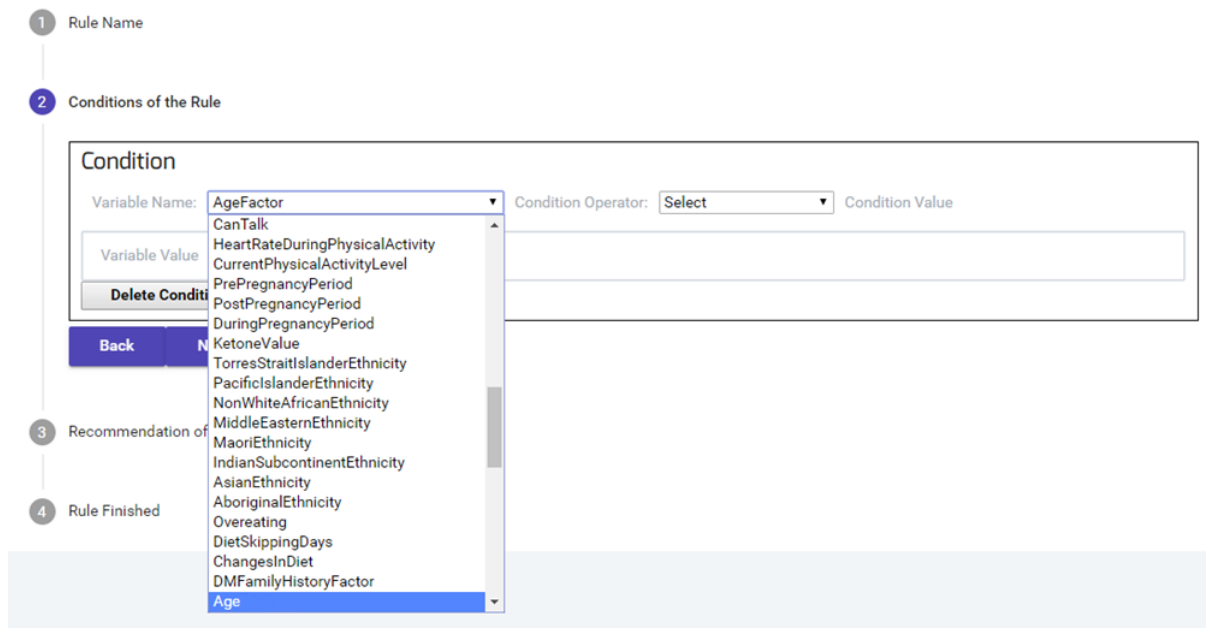 1 Rule Name
2 Conditions of the Rule
Condition
Variable Name: AgeFactor Condition Operator: Select Condition Value
CanTalk
HeartRateDuringPhysicalActivity
CurrentPhysicalActivityLevel
PrePregnancyPeriod
PostPregnancyPeriod
DuringPregnancyPeriod
KetoneValue
TorresStraitIslanderEthnicity
PacificIslanderEthnicity
NonWhiteAfricanEthnicity
MiddleEasternEthnicity
MaoriEthnicity
IndianSubcontinentEthnicity
AsianEthnicity
AboriginalEthnicity
Overeating
DietSkippingDays
ChangesInDiet
DMFamilyHistoryFactor
Age
Variable Value
Delete Conditi
Back N
3 Recommendation of
4 Rule Finished